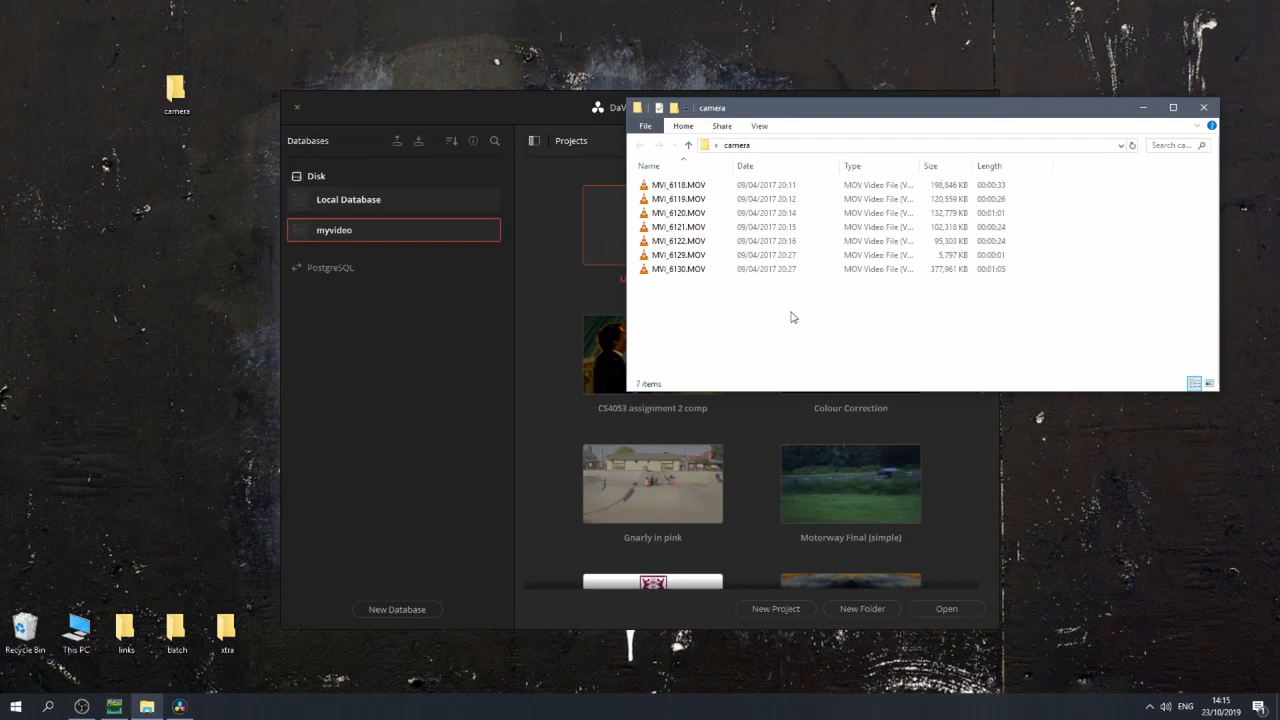 camera
DaV
camera
File
Home
Share
View
camera
Search ca...
Name
Date
Type
Size
Length
MVI_6118.MOV 09/04/2017 20:11 MOV Video File (V... 198,846 KB 00:00:33
MVI_6119.MOV 09/04/2017 20:12 MOV Video File (V... 120,559 KB 00:00:26
MVI_6120.MOV 09/04/2017 20:14 MOV Video File (V... 132,779 KB 00:01:01
MVI_6121.MOV 09/04/2017 20:15 MOV Video File (V... 102,318 KB 00:00:24
MVI_6122.MOV 09/04/2017 20:16 MOV Video File (V... 95,303 KB 00:00:24
MVI_6129.MOV 09/04/2017 20:27 MOV Video File (V... 5,797 KB 00:00:01
MVI_6130.MOV 09/04/2017 20:27 MOV Video File (V... 377,961 KB 00:01:05
7 items
Databases
Projects
Disk
Local Database
myvideo
PostgreSQL
U
CS4053 assignment 2 comp
Colour Correction
Gnarly in pink
Motorway Final [simple]
New Database
New Project
New Folder
Open
Recycle Bin
This PC
links
batch
xtra
ENG
14:15
23/10/2019